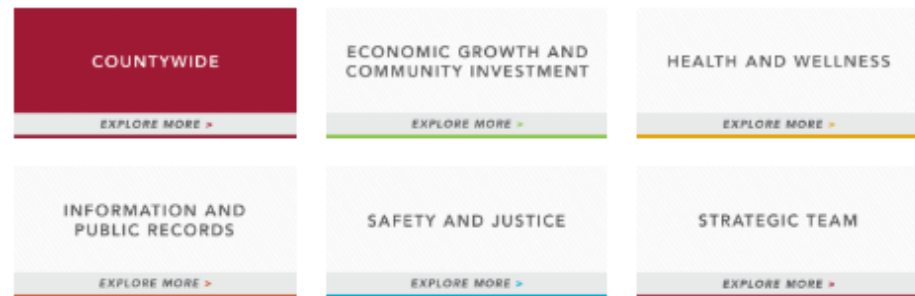 COUNTYWIDE
EXPLORE MORE >
ECONOMIC GROWTH AND
COMMUNITY INVESTMENT
EXPLORE MORE >
HEALTH AND WELLNESS
EXPLORE MORE >
INFORMATION AND
PUBLIC RECORDS
EXPLORE MORE >
SAFETY AND JUSTICE
EXPLORE MORE >
STRATEGIC TEAM
EXPLORE MORE >